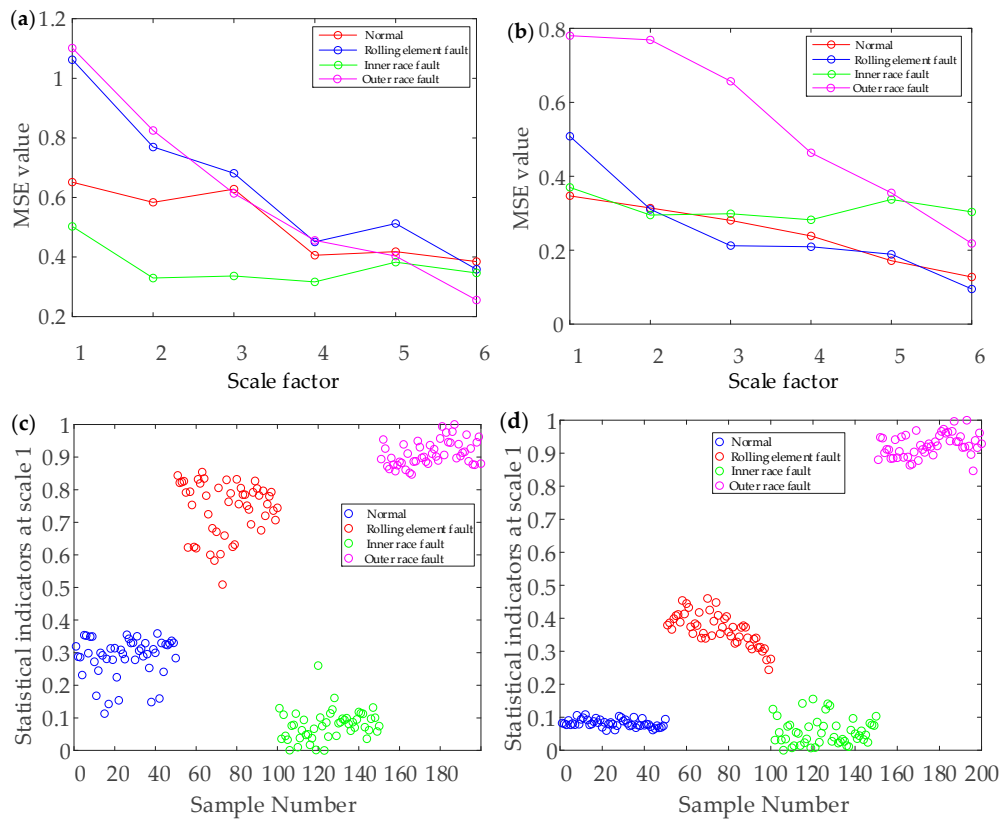 (a)
1.2
1
0.8
0.6
0.4
0.2
MSE value
Normal
Rolling element fault
Inner race fault
Outer race fault
1 2 3 4 5 6
Scale factor
(b)
0.8
0.6
0.4
0.2
0
MSE value
Normal
Rolling element fault
Inner race fault
Outer race fault
1 2 3 4 5 6
Scale factor
(c)
1
0.9
0.8
0.7
0.6
0.5
0.4
0.3
0.2
0.1
0
Statistical indicators at scale 1
Normal
Rolling element fault
Inner race fault
Outer race fault
0 20 40 60 80 100 120 140 160 180
Sample Number
(d)
1
0.9
0.8
0.7
0.6
0.5
0.4
0.3
0.2
0.1
0
Statistical indicators at scale 1
Normal
Rolling element fault
Inner race fault
Outer race fault
0 20 40 60 80 100 120 140 160 180 200
Sample Number